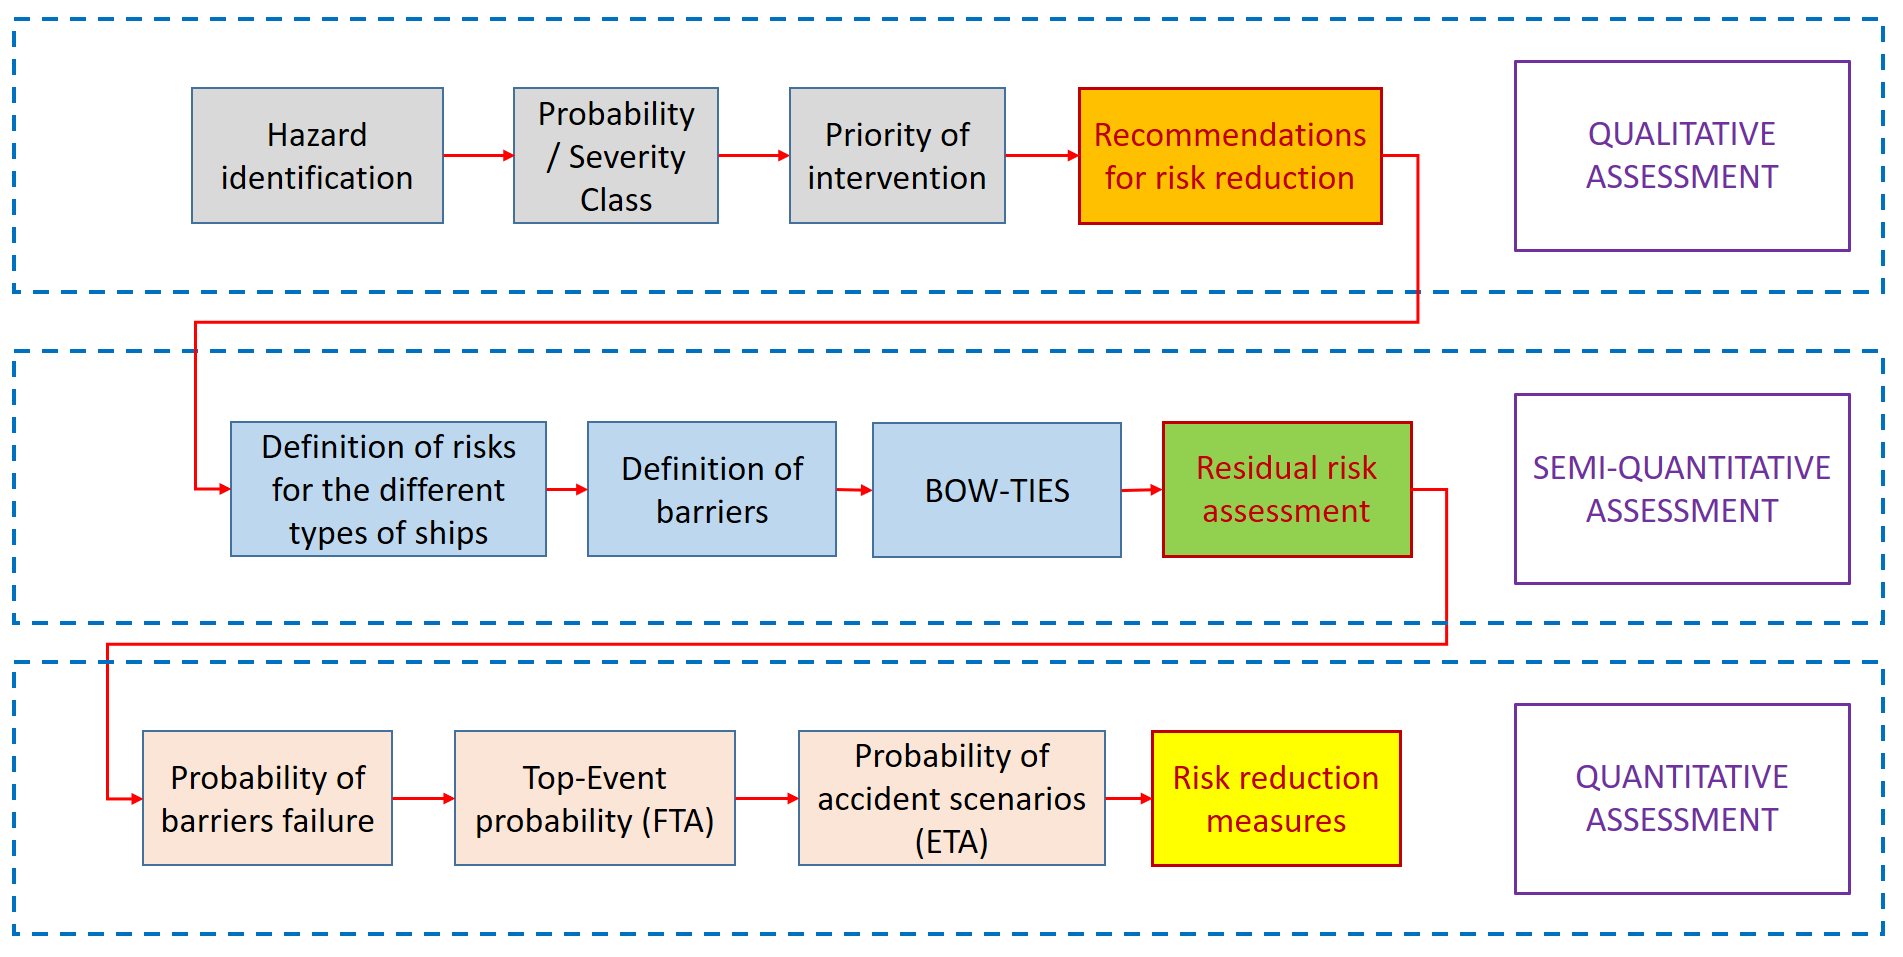 Hazard
identification
Probability
/ Severity
Class
Priority of
intervention
Recommendations
for risk reduction
QUALITATIVE
ASSESSMENT
Definition of risks
for the different
types of ships
Definition of
barriers
BOW-TIES
Residual risk
assessment
SEMI-QUANTITATIVE
ASSESSMENT
Probability of
barriers failure
Top-Event
probability (FTA)
Probability of
accident scenarios
(ETA)
Risk reduction
measures
QUANTITATIVE
ASSESSMENT